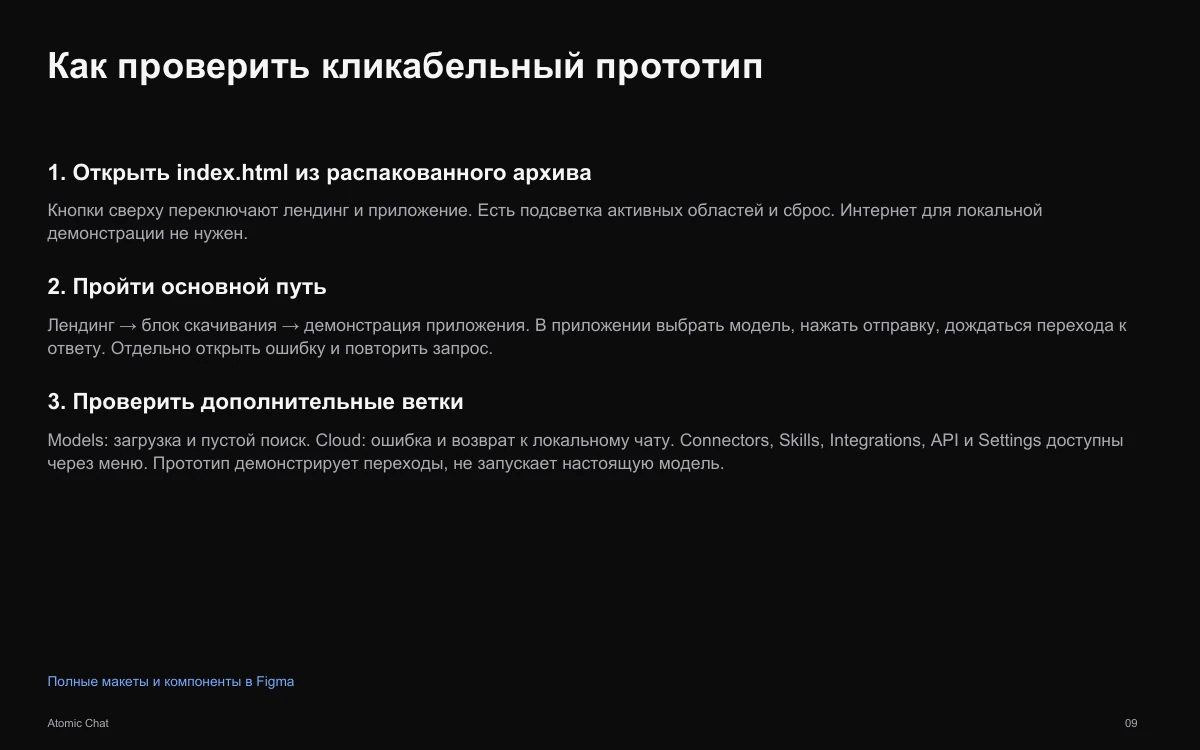 Как проверить кликабельный прототип
1. Открыть index.html из распакованного архива
Кнопки сверху переключают лендинг и приложение. Есть подсветка активных областей и сброс. Интернет для локальной
демонстрации не нужен.
2. Пройти основной путь
Лендинг → блок скачивания → демонстрация приложения. В приложении выбрать модель, нажать отправку, дождаться перехода к
ответу. Отдельно открыть ошибку и повторить запрос.
3. Проверить дополнительные ветки
Models: загрузка и пустой поиск. Cloud: ошибка и возврат к локальному чату. Connectors, Skills, Integrations, API и Settings доступны
через меню. Прототип демонстрирует переходы, не запускает настоящую модель.
Полные макеты и компоненты в Figma
Atomic Chat
09